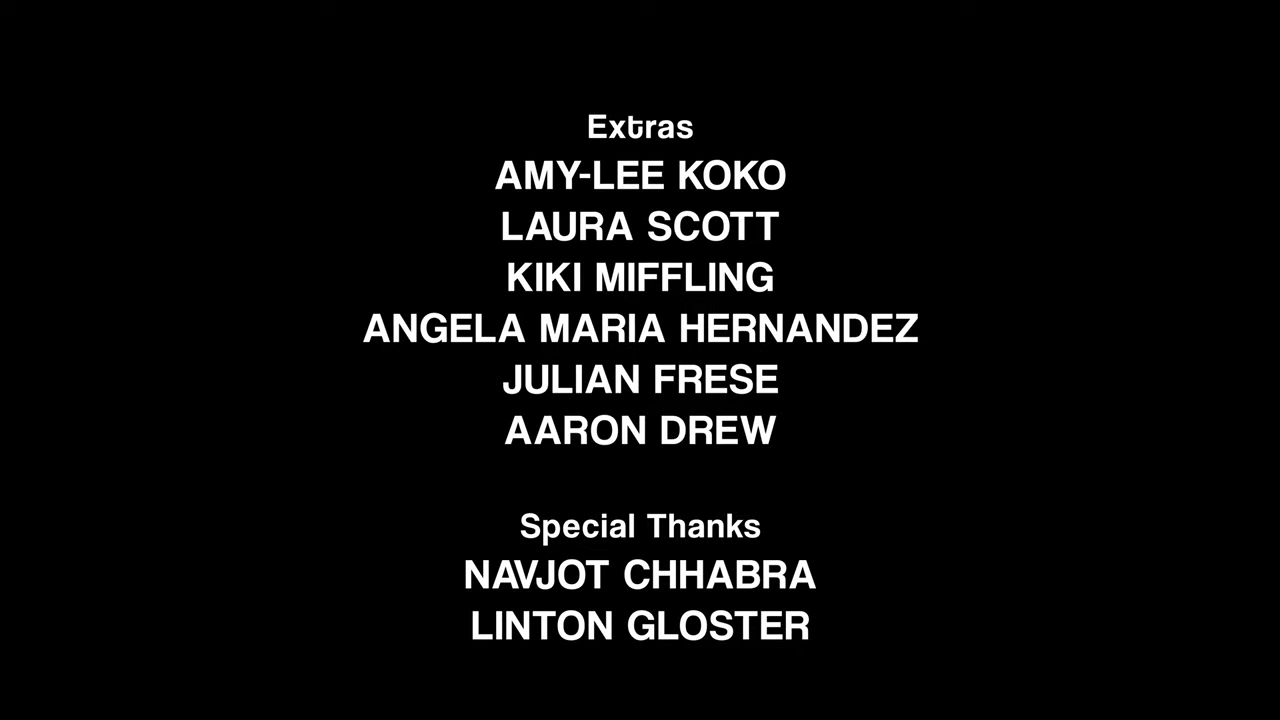 Extras
AMY-LEE KOKO
LAURA SCOTT
KIKI MIFFLING
ANGELA MARIA HERNANDEZ
JULIAN FRESE
AARON DREW
Special Thanks
NAVJOT CHHABRA
LINTON GLOSTER